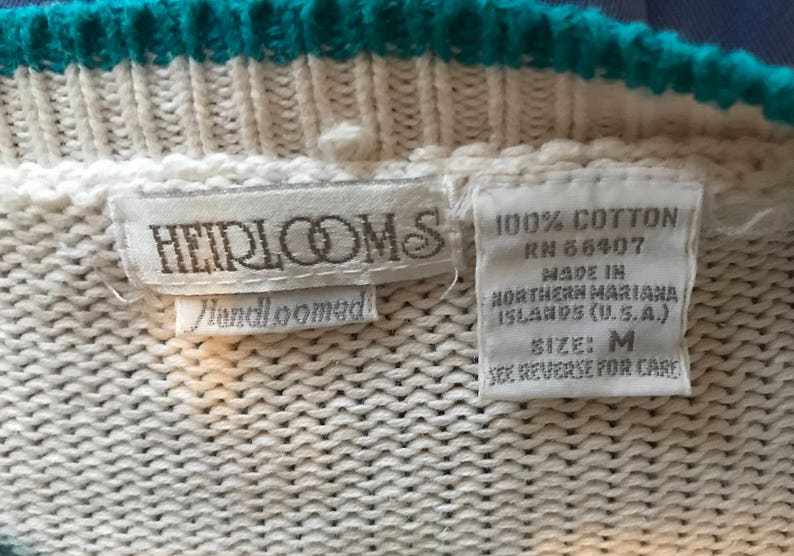 HEIRLOOMS
HandLoomed
100% COTTON
RN 66407
MADE IN
NORTHERN MARIANA
ISLANDS (U.S.A.)
SIZE: M
SEE REVERSE FOR CARE